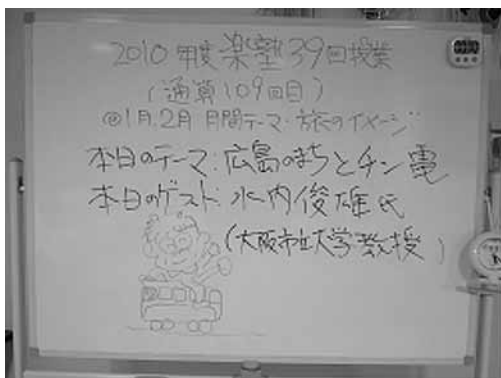 2010年度楽塾39回授業
(通算109回目)
◎1月,2月 月間テーマ・旅のイメージ
本日のテーマ:広島のまちとチン電
本日のゲスト:水内俊雄氏
(大阪市立大学教授)